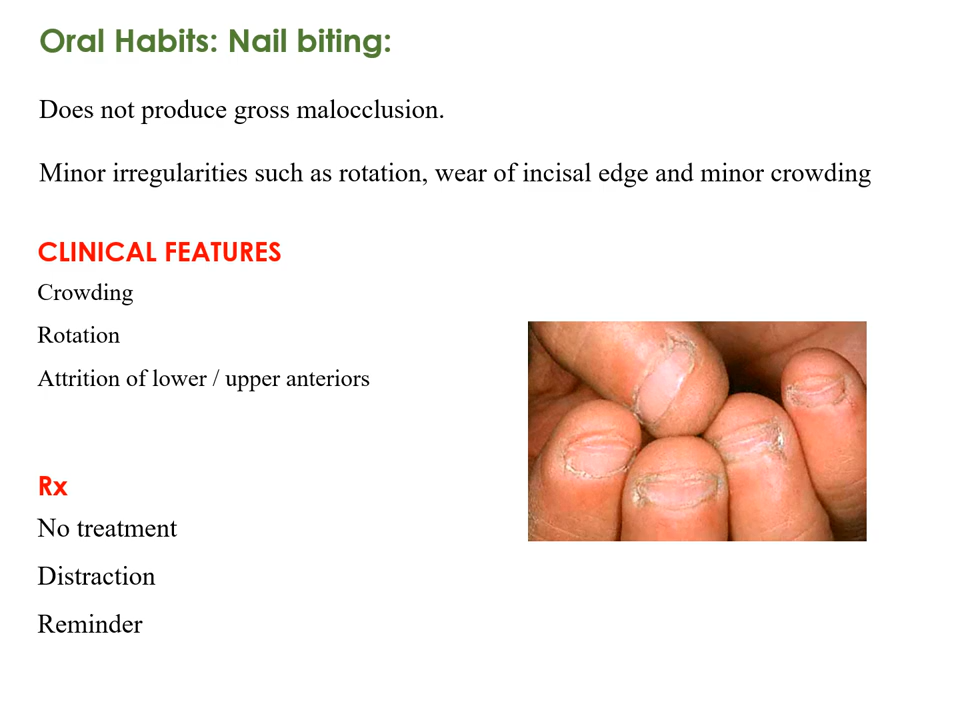 Oral Habits: Nail biting:
Does not produce gross malocclusion.
Minor irregularities such as rotation, wear of incisal edge and minor crowding
CLINICAL FEATURES
Crowding
Rotation
Attrition of lower / upper anteriors
Rx
No treatment
Distraction
Reminder